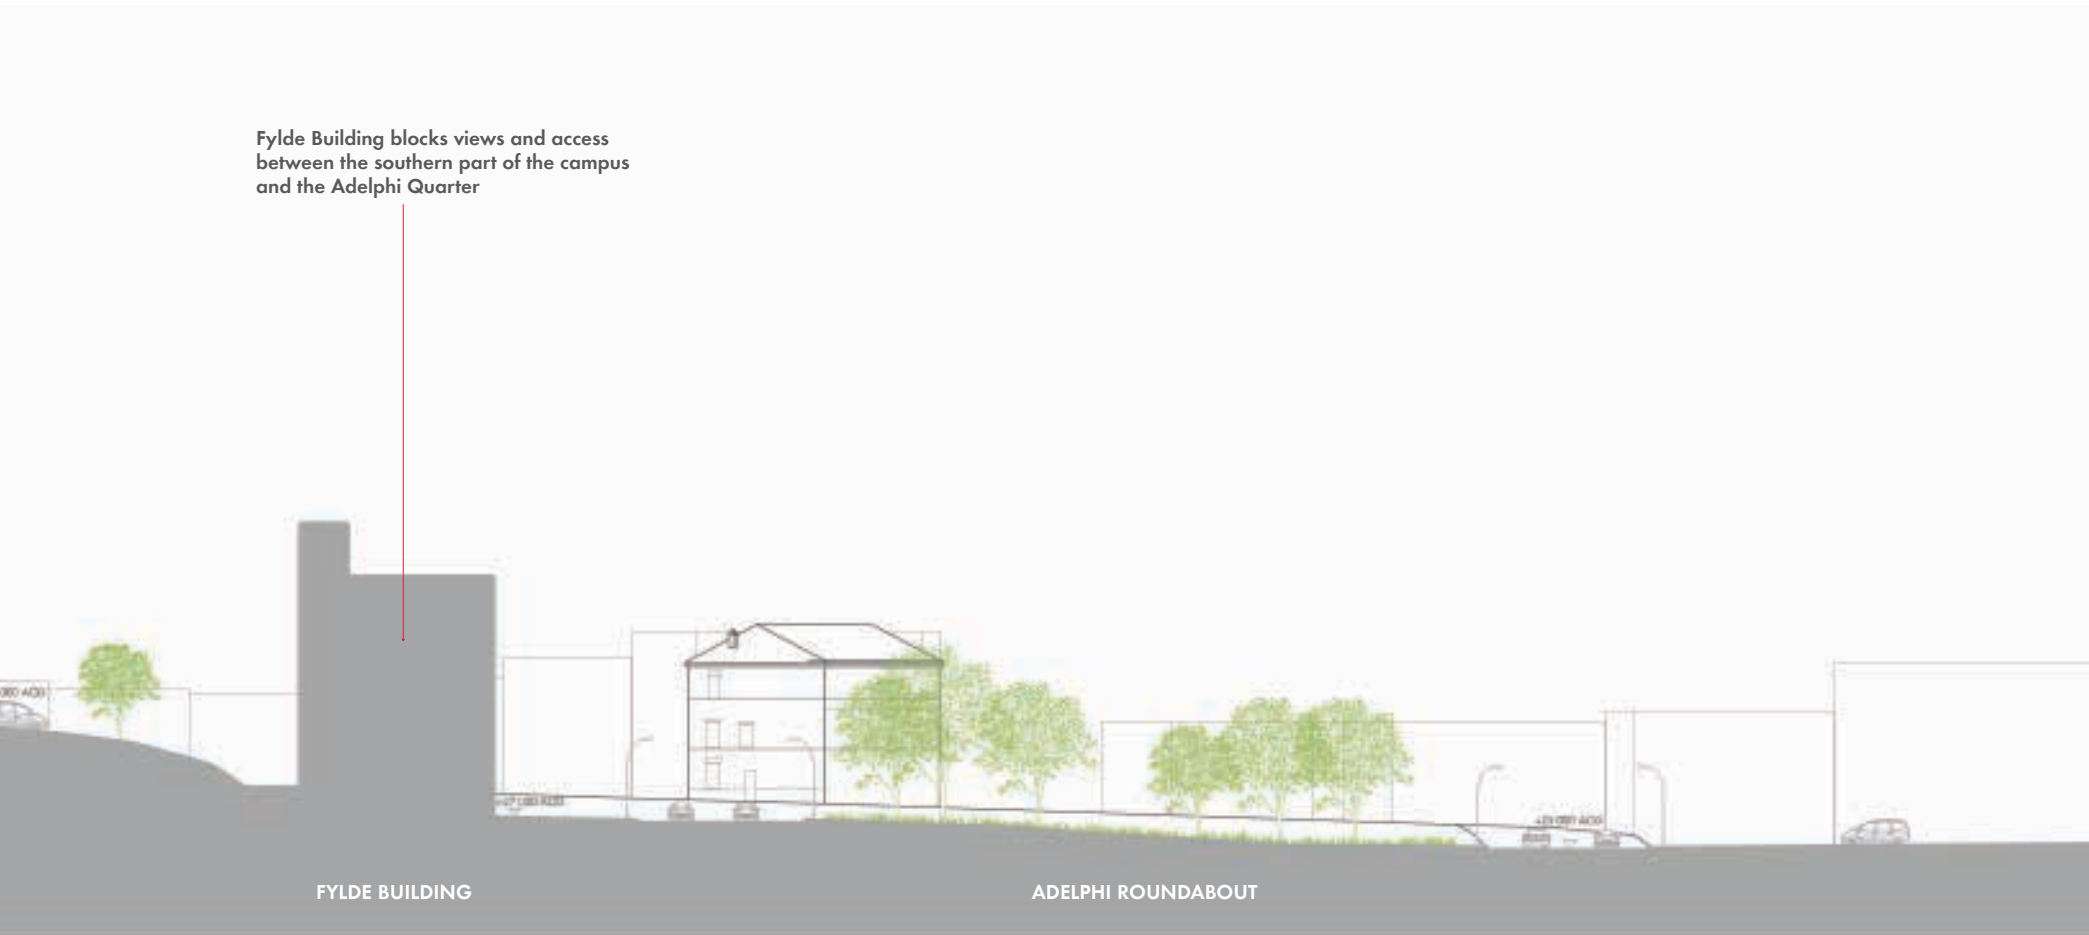 Fylde Building blocks views and access
between the southern part of the campus
and the Adelphi Quarter
FYLDE BUILDING
ADELPHI ROUNDABOUT